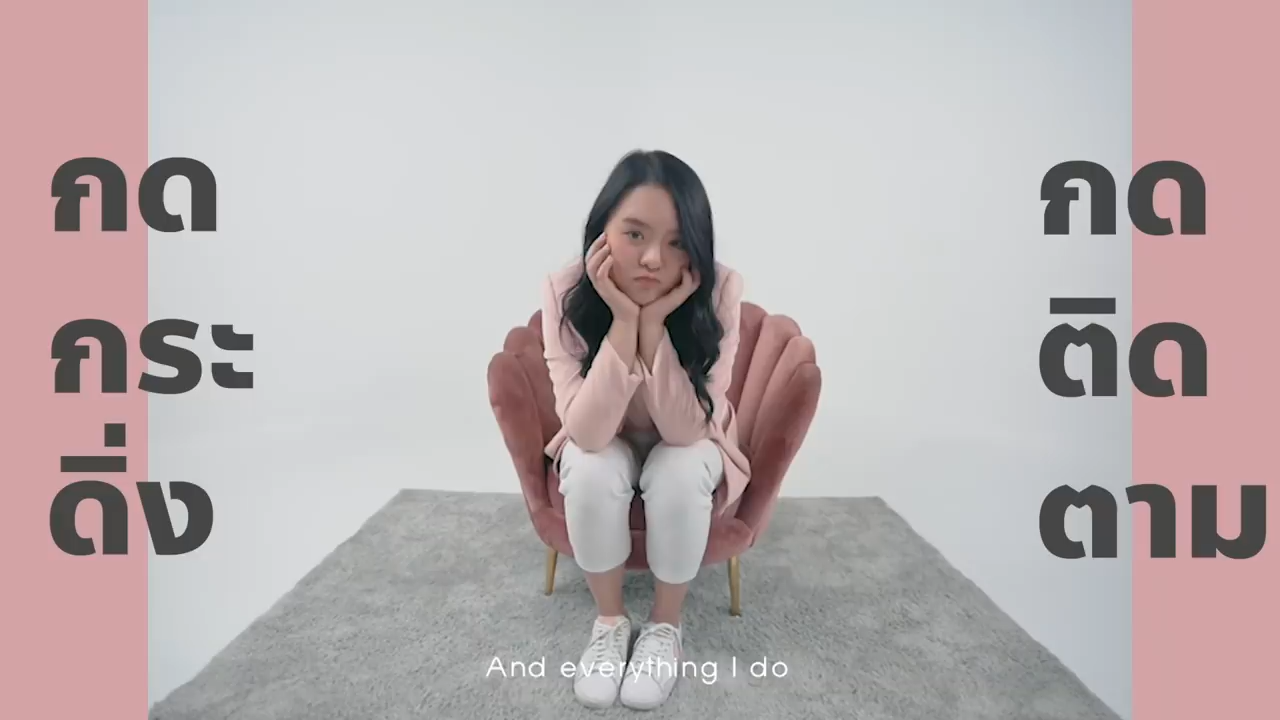 กด
กระ
ดิ่ง
กด
ติด
ตาม
And everything I do